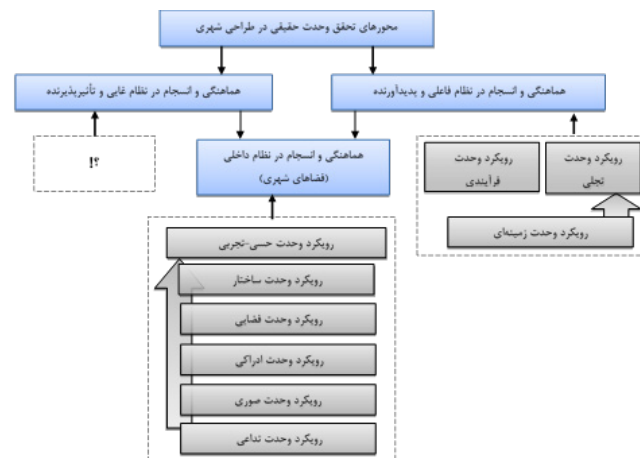 محورهای تحقق وحدت حقیقی در طراحی شهری
هماهنگی و انسجام در نظام فاعلی و پدیدآورنده
هماهنگی و انسجام در نظام غایی و تأثیرپذیرنده
هماهنگی و انسجام در نظام داخلی
(فضاهای شهری)
؟!
رویکرد وحدت
تجلی
رویکرد وحدت
فرآیندی
رویکرد وحدت زمینه‌ای
رویکرد وحدت حسی-تجربی
رویکرد وحدت ساختار
رویکرد وحدت فضایی
رویکرد وحدت ادراکی
رویکرد وحدت صوری
رویکرد وحدت تداعی